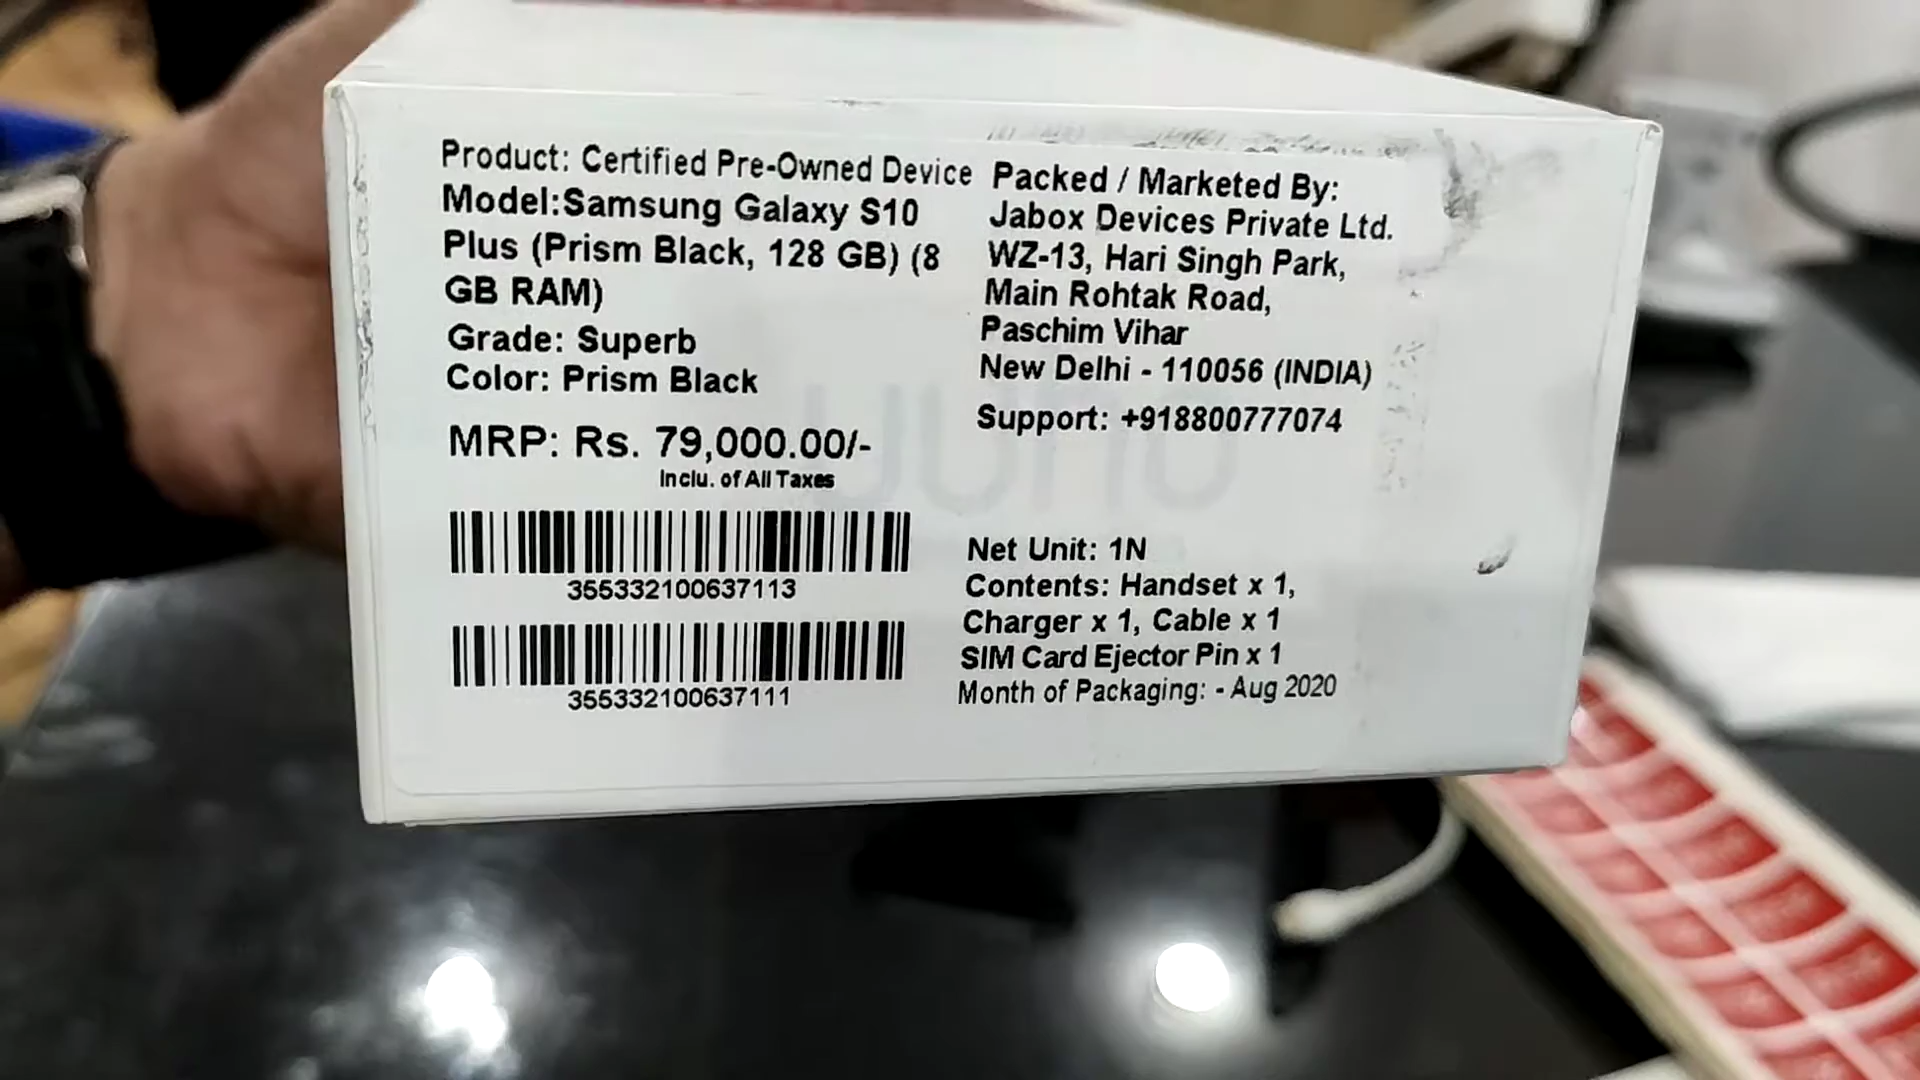 Product: Certified Pre-Owned Device
Model:Samsung Galaxy S10
Plus (Prism Black, 128 GB) (8
GB RAM)
Grade: Superb
Color: Prism Black
MRP: Rs. 79,000.00/-
Inclu. of All Taxes
355332100637113
355332100637111
Packed / Marketed By:
Jabox Devices Private Ltd.
WZ-13, Hari Singh Park,
Main Rohtak Road,
Paschim Vihar
New Delhi - 110056 (INDIA)
Support: +918800777074
Net Unit: 1N
Contents: Handset x 1,
Charger x 1, Cable x 1
SIM Card Ejector Pin x 1
Month of Packaging: - Aug 2020